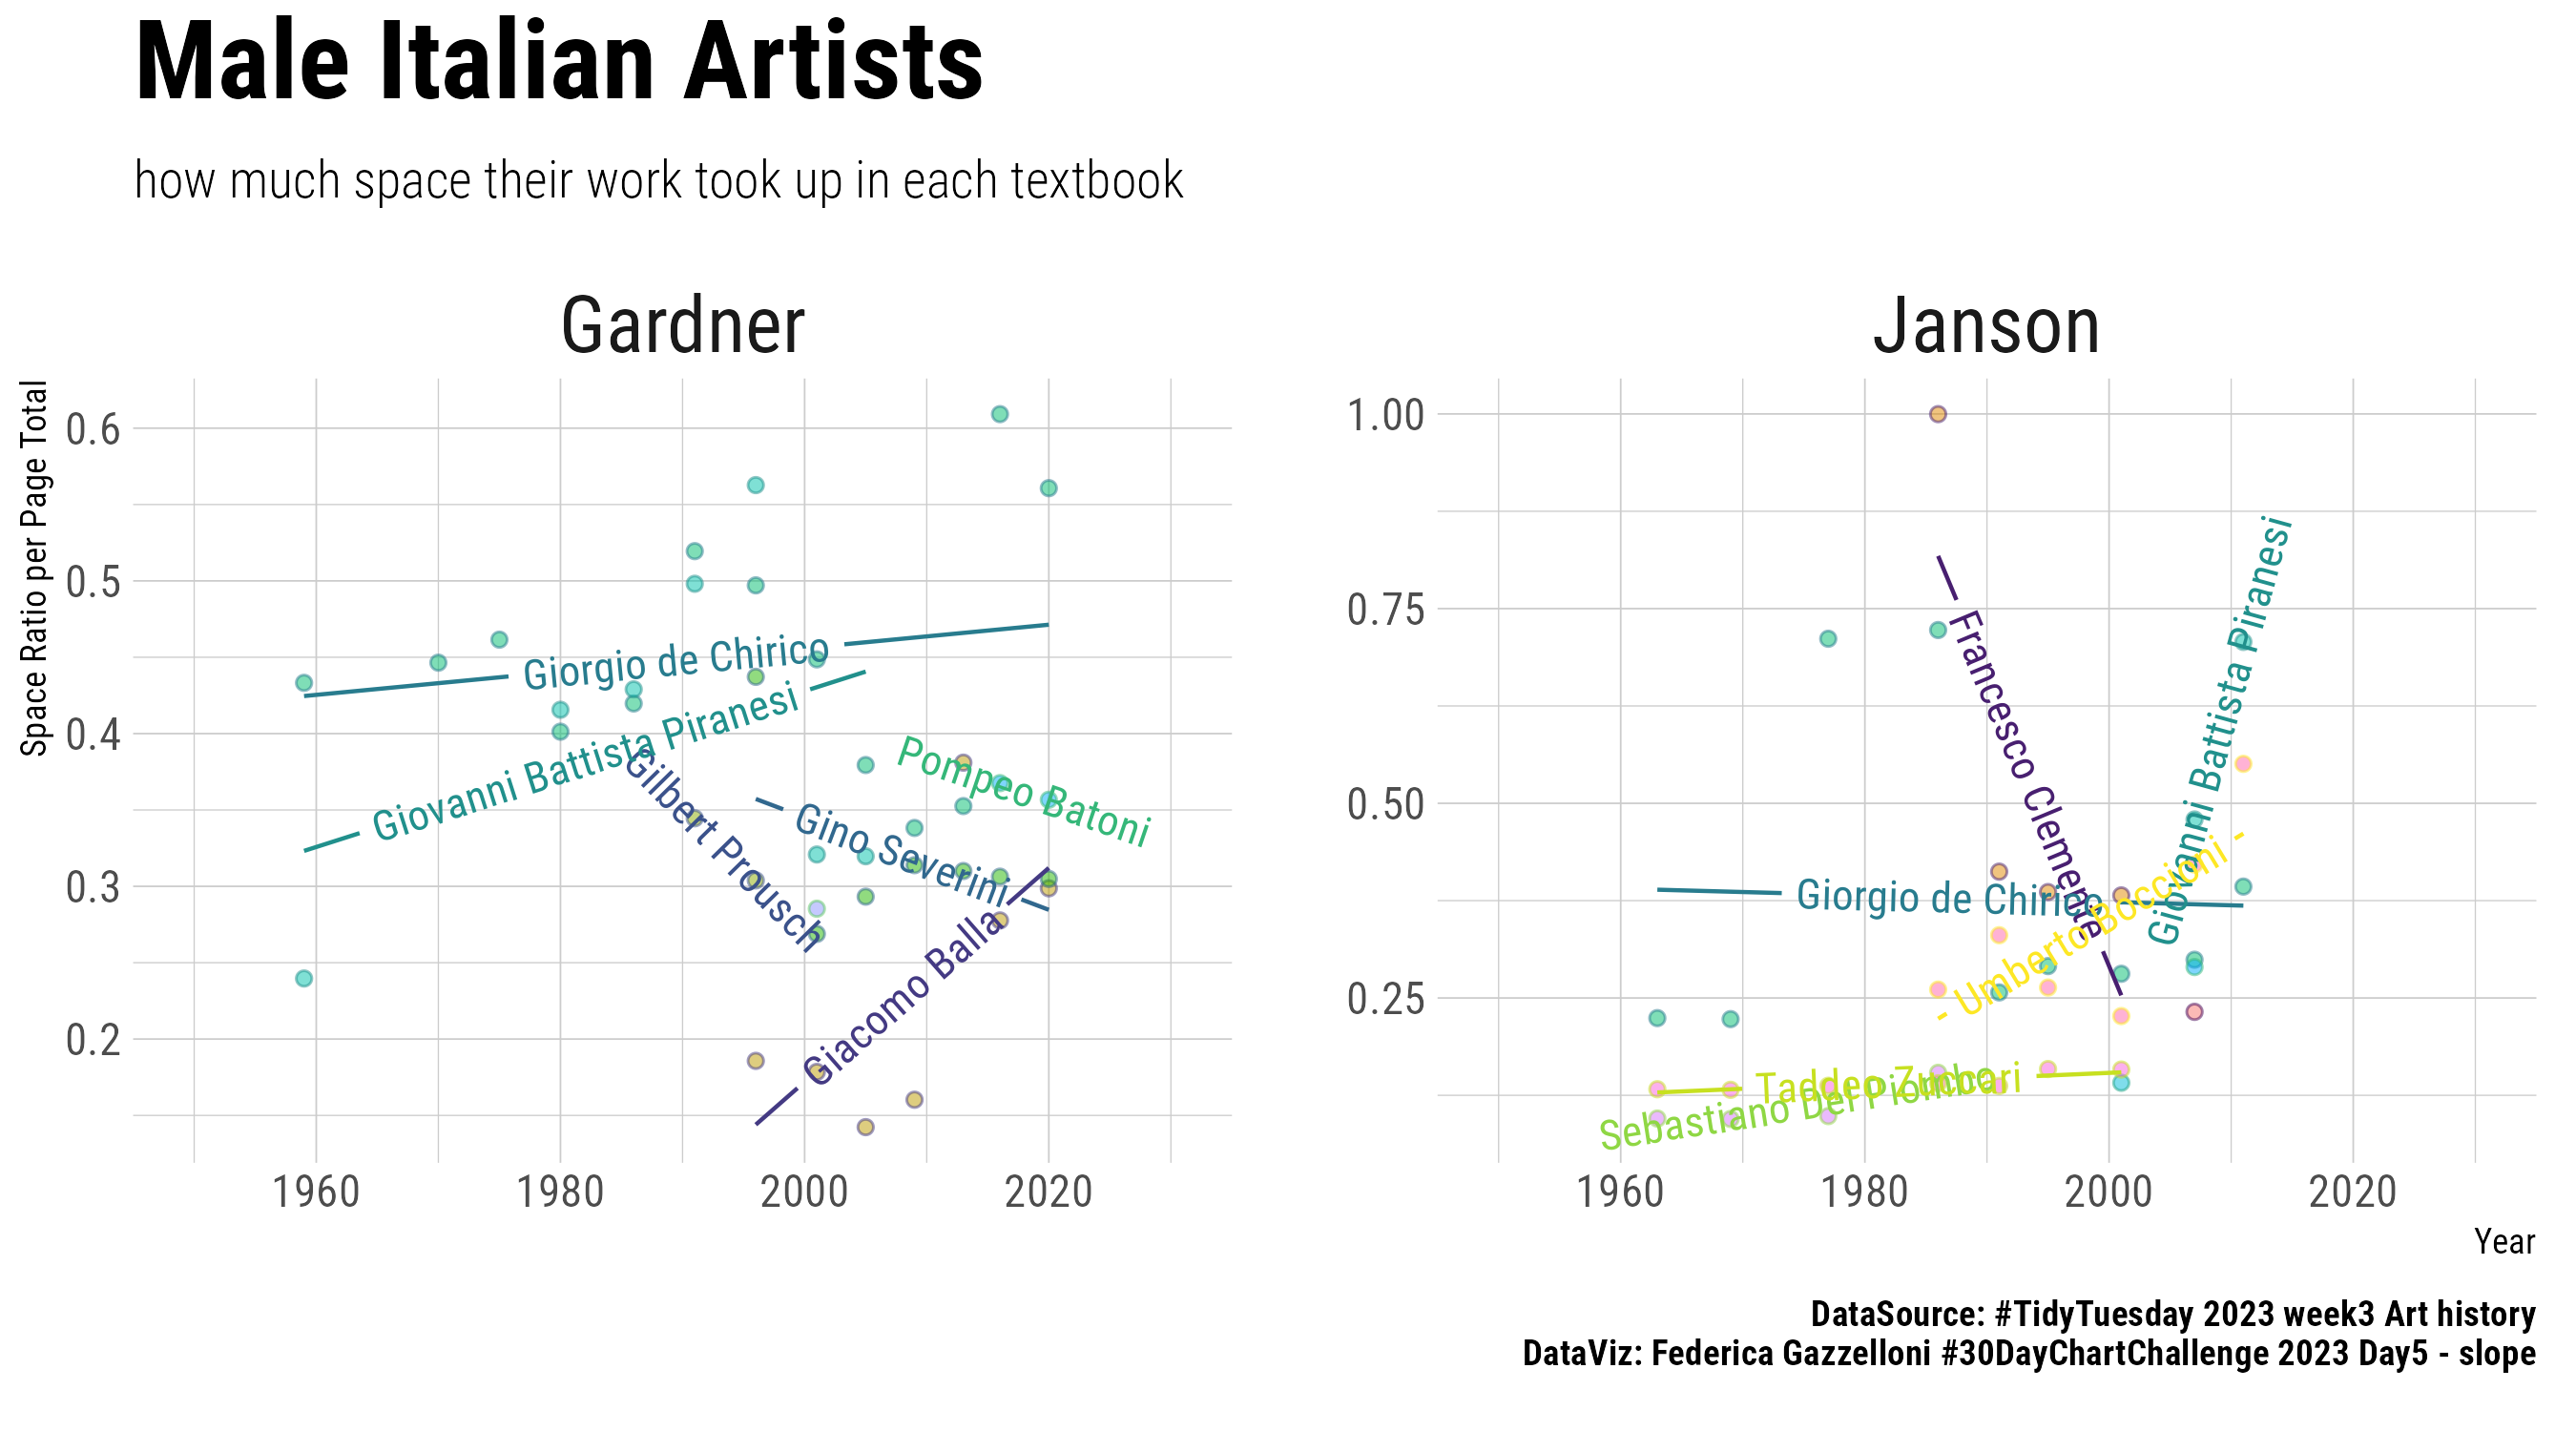 Male Italian Artists
how much space their work took up in each textbook
Gardner
Space Ratio per Page Total
0.6
0.5
0.4
0.3
0.2
Giorgio de Chirico
Giovanni Battista Piranesi
Gilbert Prousch
Pompeo Batoni
Gino Severini
Giacomo Balla
1960 1980 2000 2020
Janson
1.00
0.75
0.50
0.25
Francesco Clemente
Giovanni Battista Piranesi
Giorgio de Chirico
Umberto Boccioni
Taddeo Zuccari
Sebastiano Del Piombo
1960 1980 2000 2020
Year
DataSource: #TidyTuesday 2023 week3 Art history
DataViz: Federica Gazzelloni #30DayChartChallenge 2023 Day5 - slope